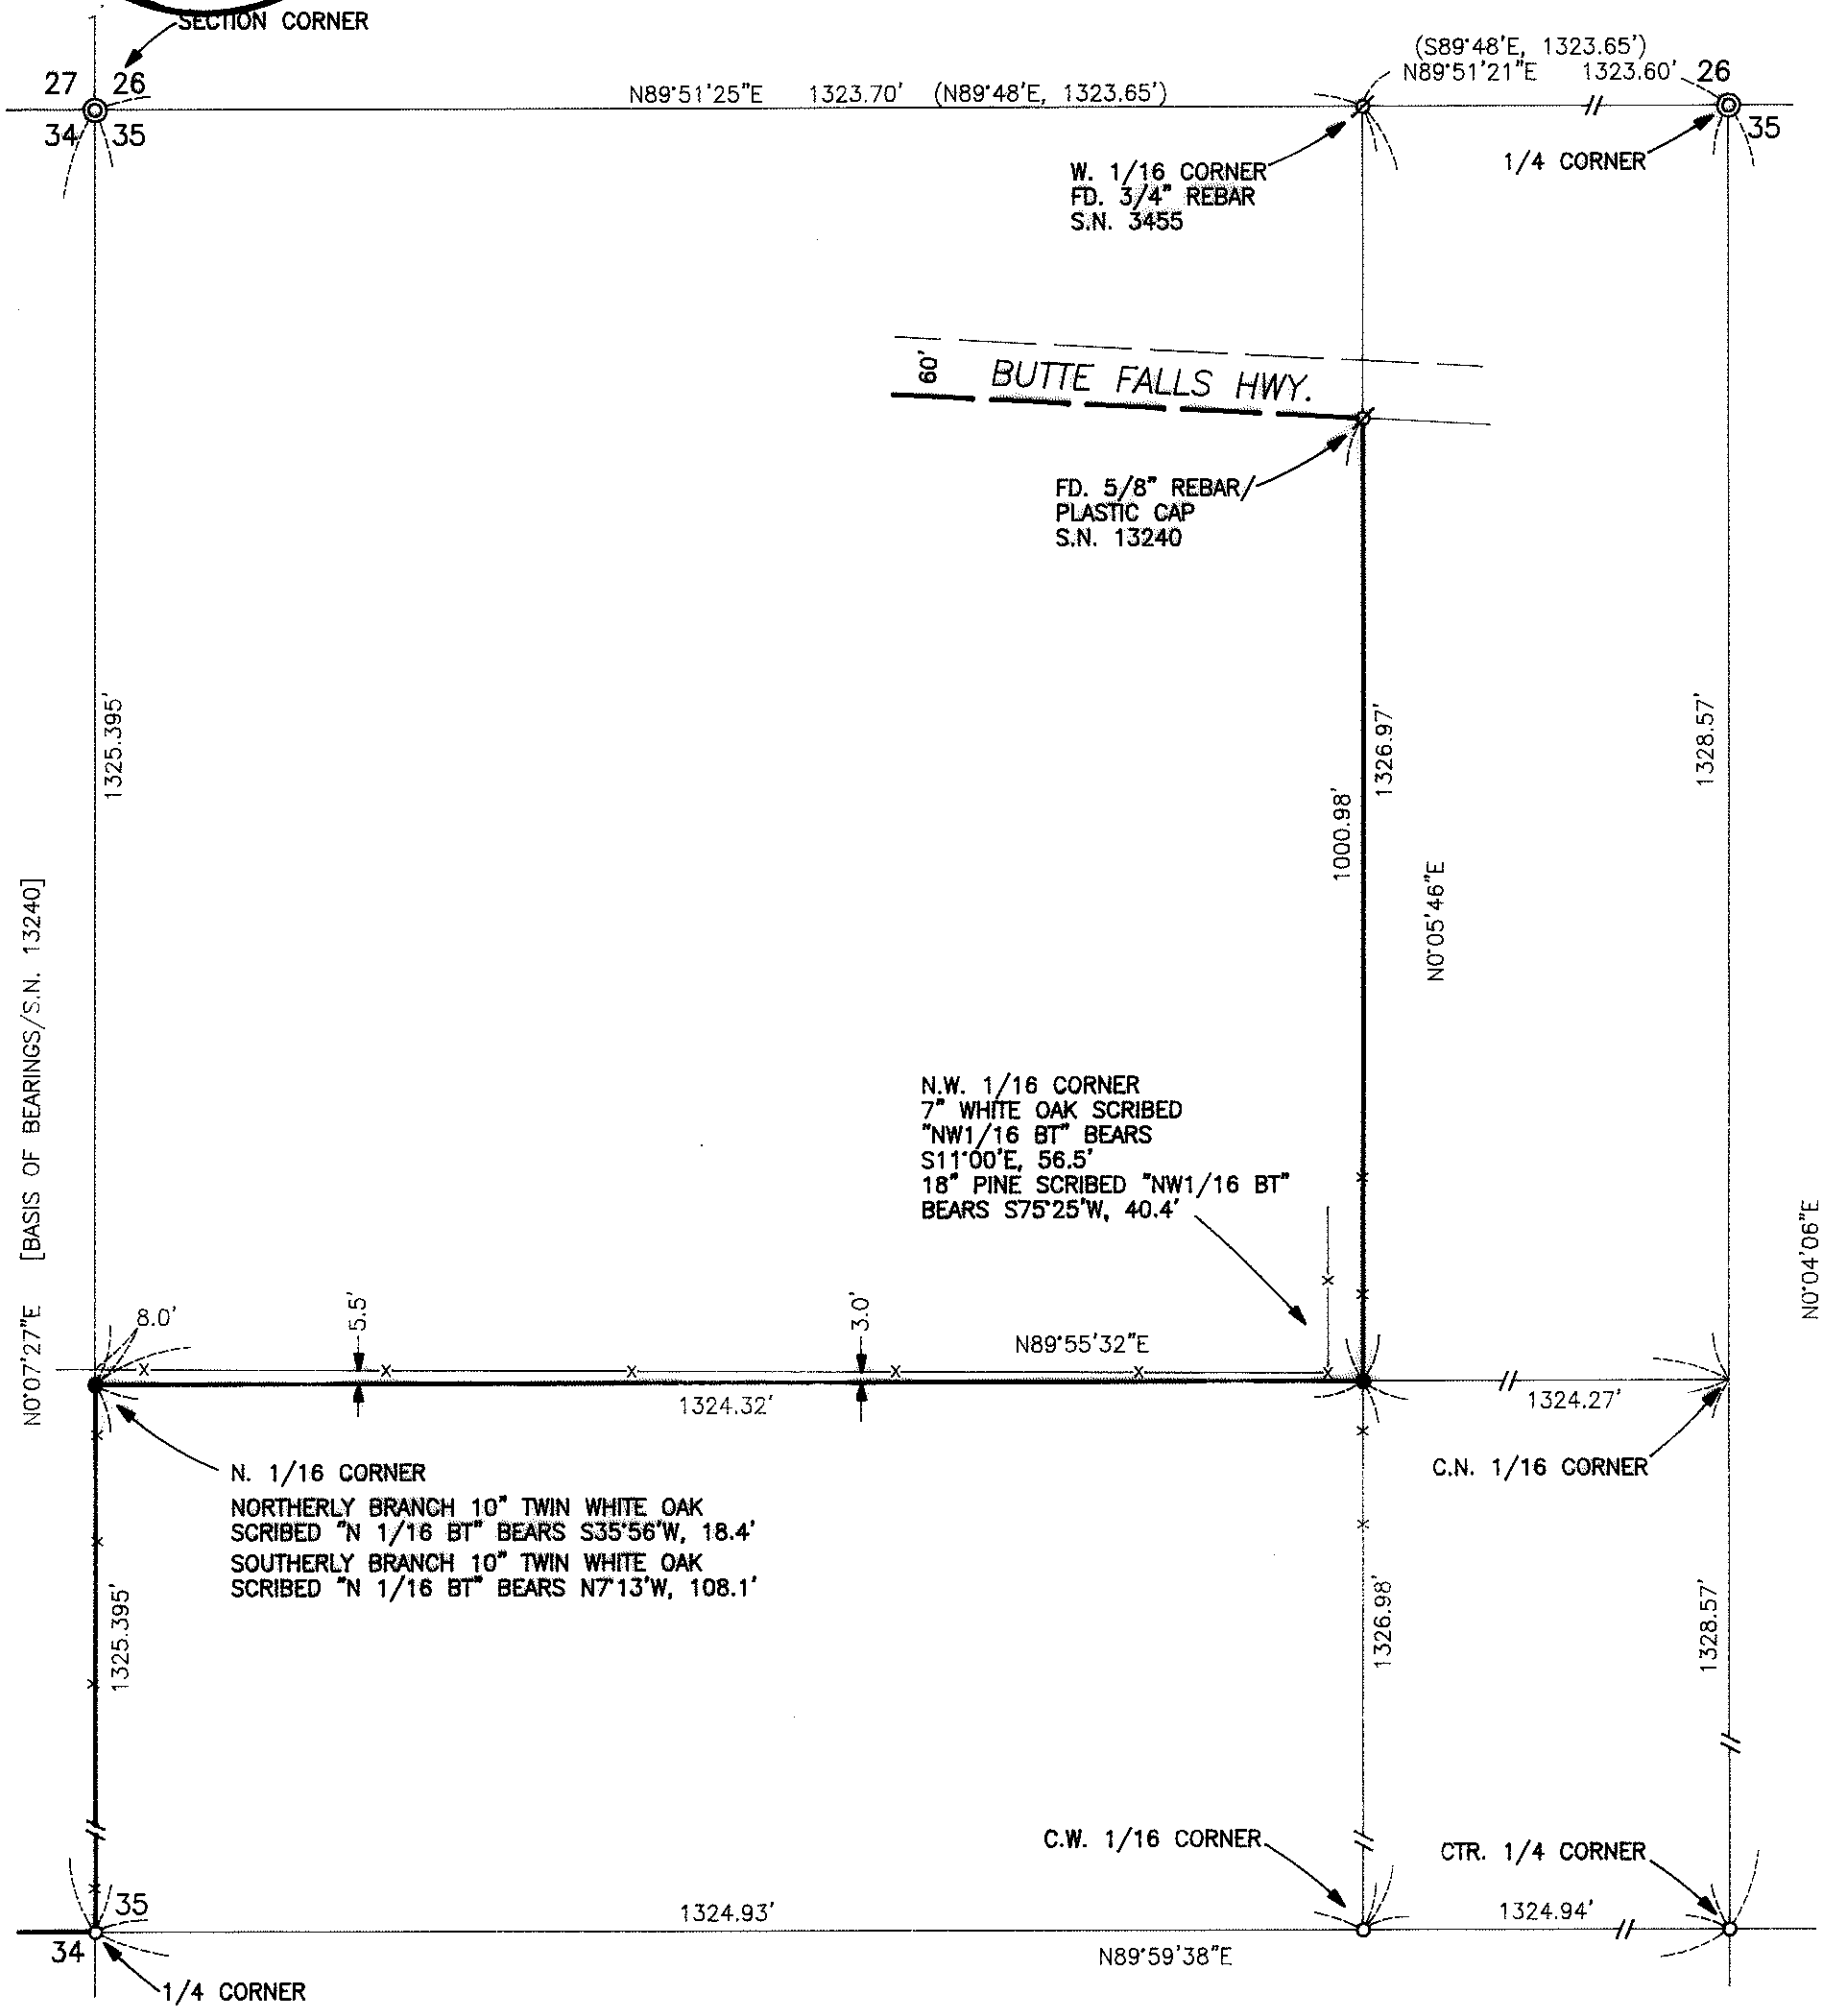 SECTION CORNER
27 26
34 35
N89°51'25"E 1323.70' (N89°48'E, 1323.65')
(S89°48'E, 1323.65')
N89°51'21"E 1323.60'
26
35
1/4 CORNER
W. 1/16 CORNER
FD. 3/4" REBAR
S.N. 3455
60'
BUTTE FALLS HWY.
FD. 5/8" REBAR/
PLASTIC CAP
S.N. 13240
1325.395'
1326.97'
1328.57'
1000.98'
N0°05'46"E
N0°07'27"E [BASIS OF BEARINGS/S.N. 13240]
N0°04'06"E
N.W. 1/16 CORNER
7" WHITE OAK SCRIBED
"NW1/16 BT" BEARS
S11°00'E, 56.5'
18" PINE SCRIBED "NW1/16 BT"
BEARS S75°25'W, 40.4'
8.0'
5.5'
3.0'
N89°55'32"E
1324.32'
1324.27'
C.N. 1/16 CORNER
N. 1/16 CORNER
NORTHERLY BRANCH 10" TWIN WHITE OAK
SCRIBED "N 1/16 BT" BEARS S35°56'W, 18.4'
SOUTHERLY BRANCH 10" TWIN WHITE OAK
SCRIBED "N 1/16 BT" BEARS N7°13'W, 108.1'
1325.395'
1326.98'
1328.57'
C.W. 1/16 CORNER
CTR. 1/4 CORNER
35
34
1324.93'
1324.94'
N89°59'38"E
1/4 CORNER